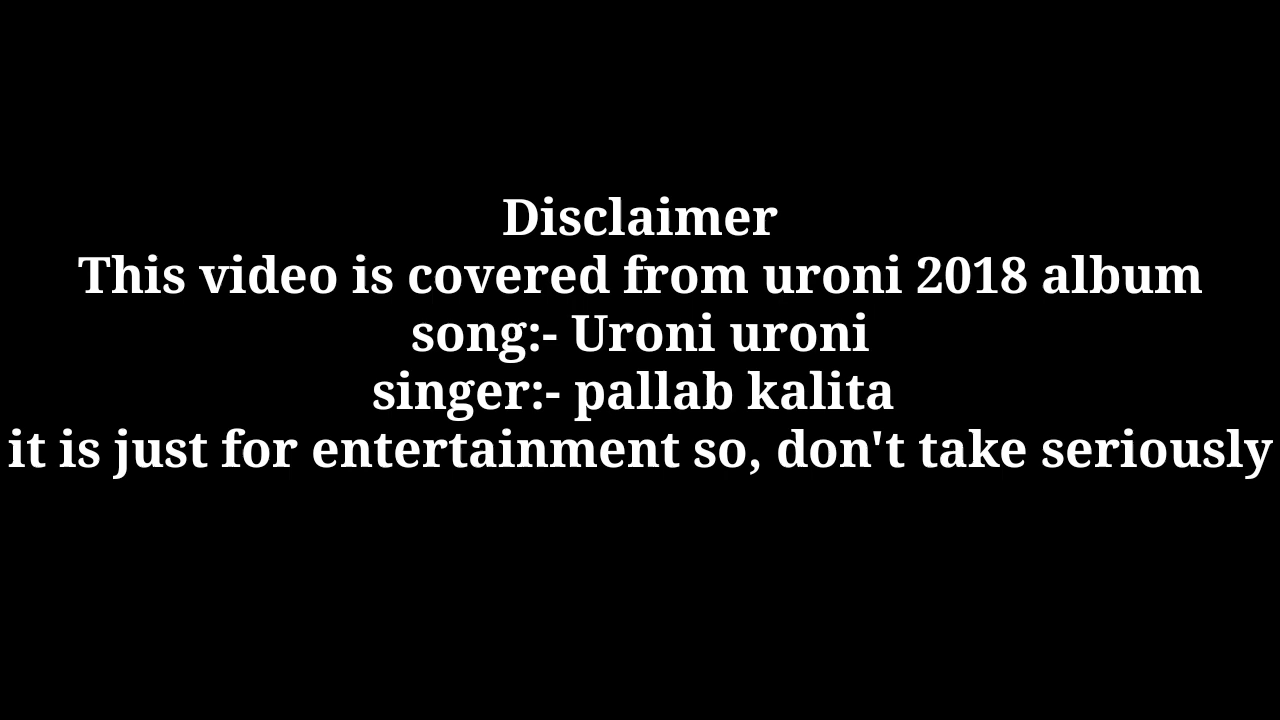 Disclaimer
This video is covered from uroni 2018 album
song:- Uroni uroni
singer:- pallab kalita
it is just for entertainment so, don't take seriously